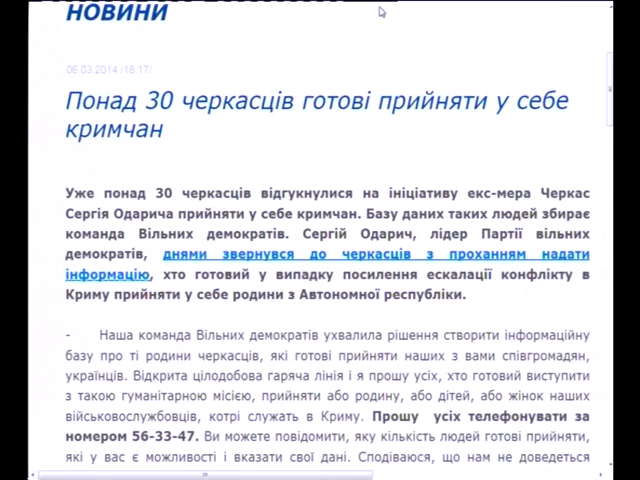 НОВИНИ
06 03 2014 /18:17/
Понад 30 черкасців готові прийняти у себе
кримчан
Уже понад 30 черкасців відгукнулися на ініціативу екс-мера Черкас
Сергія Одарича прийняти у себе кримчан. Базу даних таких людей збирає
команда Вільних демократів. Сергій Одарич, лідер Партії вільних
демократів, днями звернувся до черкасців з проханням надати
інформацію, хто готовий у випадку посилення ескалації конфлікту в
Криму прийняти у себе родини з Автономної республіки.
- Наша команда Вільних демократів ухвалила рішення створити інформаційну
базу про ті родини черкасців, які готові прийняти наших з вами співгромадян,
українців. Відкрита цілодобова гаряча лінія і я прошу усіх, хто готовий виступити
з такою гуманітарною місією, прийняти або родину, або дітей, або жінок наших
військовослужбовців, котрі служать в Криму. Прошу усіх телефонувати за
номером 56-33-47. Ви можете повідомити, яку кількість людей готові прийняти,
які у вас є можливості і вказати свої дані. Сподіваюся, що нам не доведеться